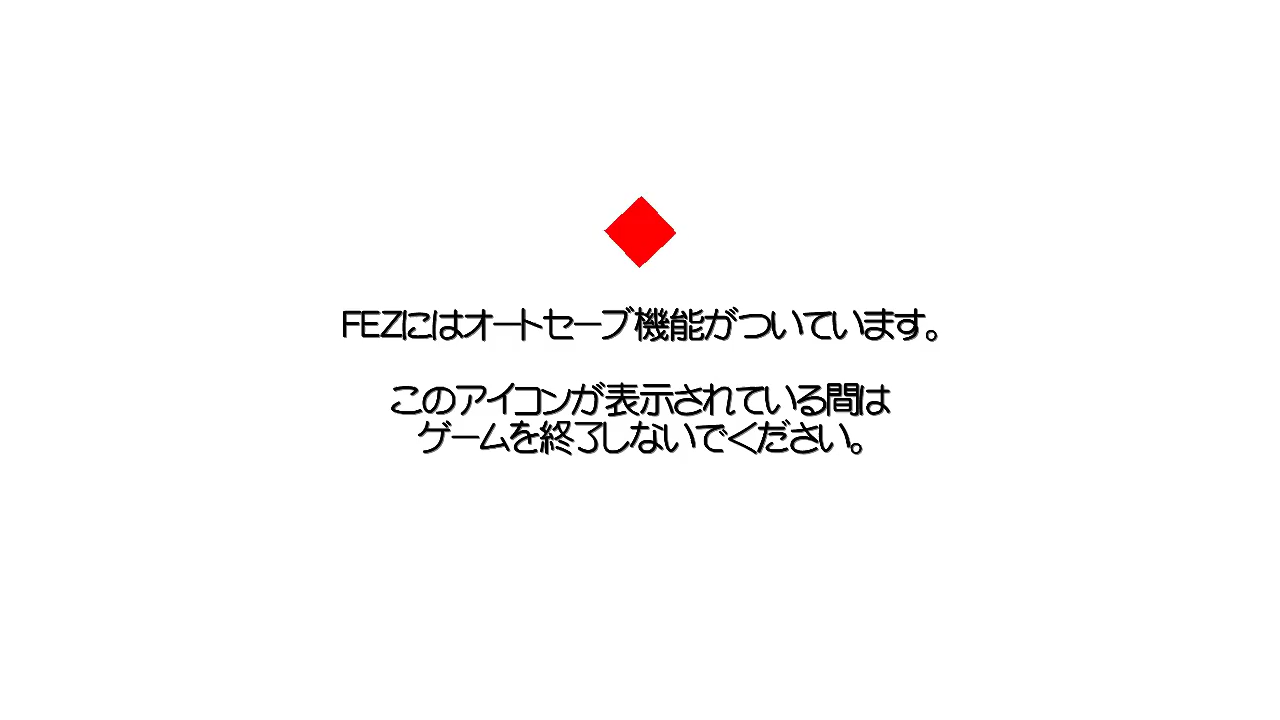 FEZにはオートセーブ機能がついています。
このアイコンが表示されている間は
ゲームを終了しないでください。